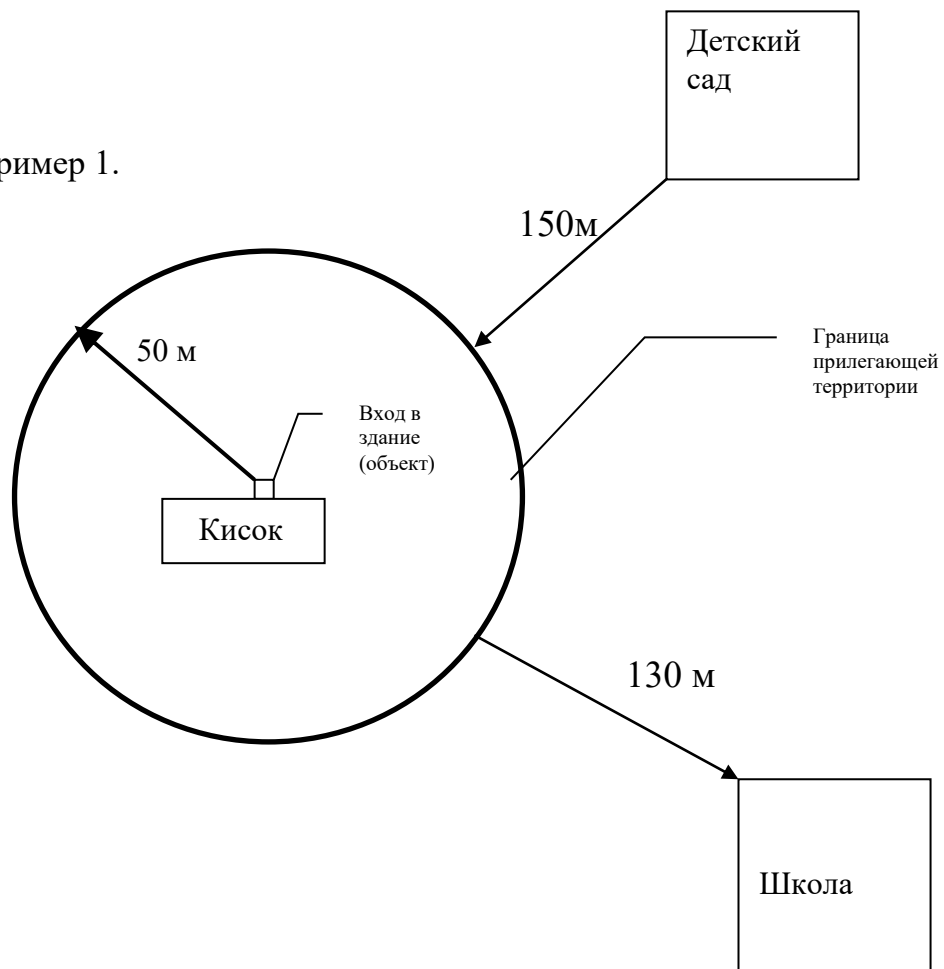 Детский
сад
ример 1.
150м
50 м
Граница
прилегающей
территории
Вход в
здание
(объект)
Кисок
130 м
Школа